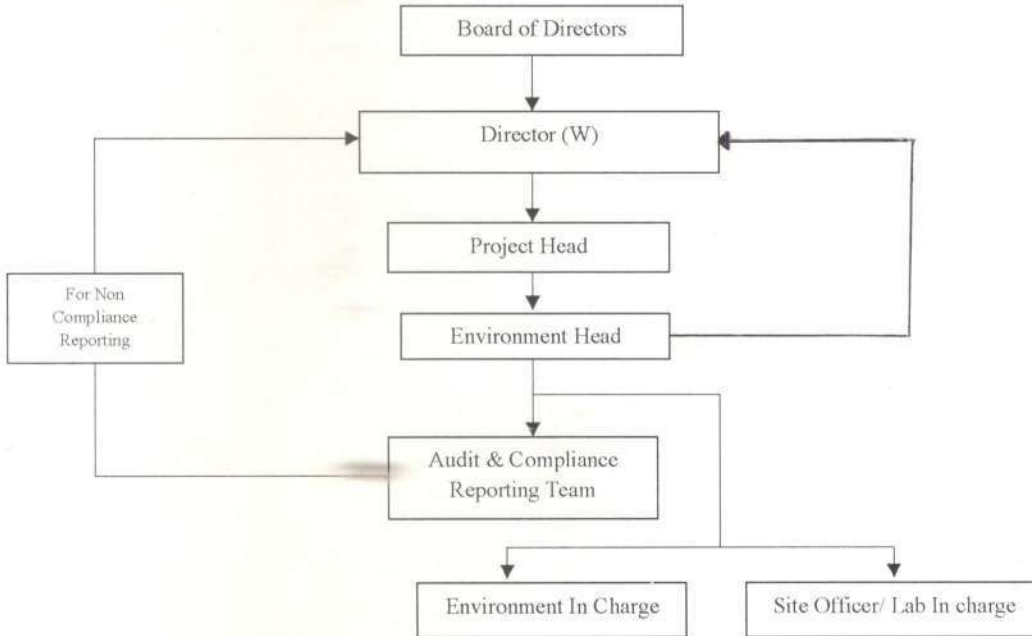 Board of Directors
Director (W)
Project Head
For Non
Compliance
Reporting
Environment Head
Audit & Compliance
Reporting Team
Environment In Charge
Site Officer/ Lab In charge